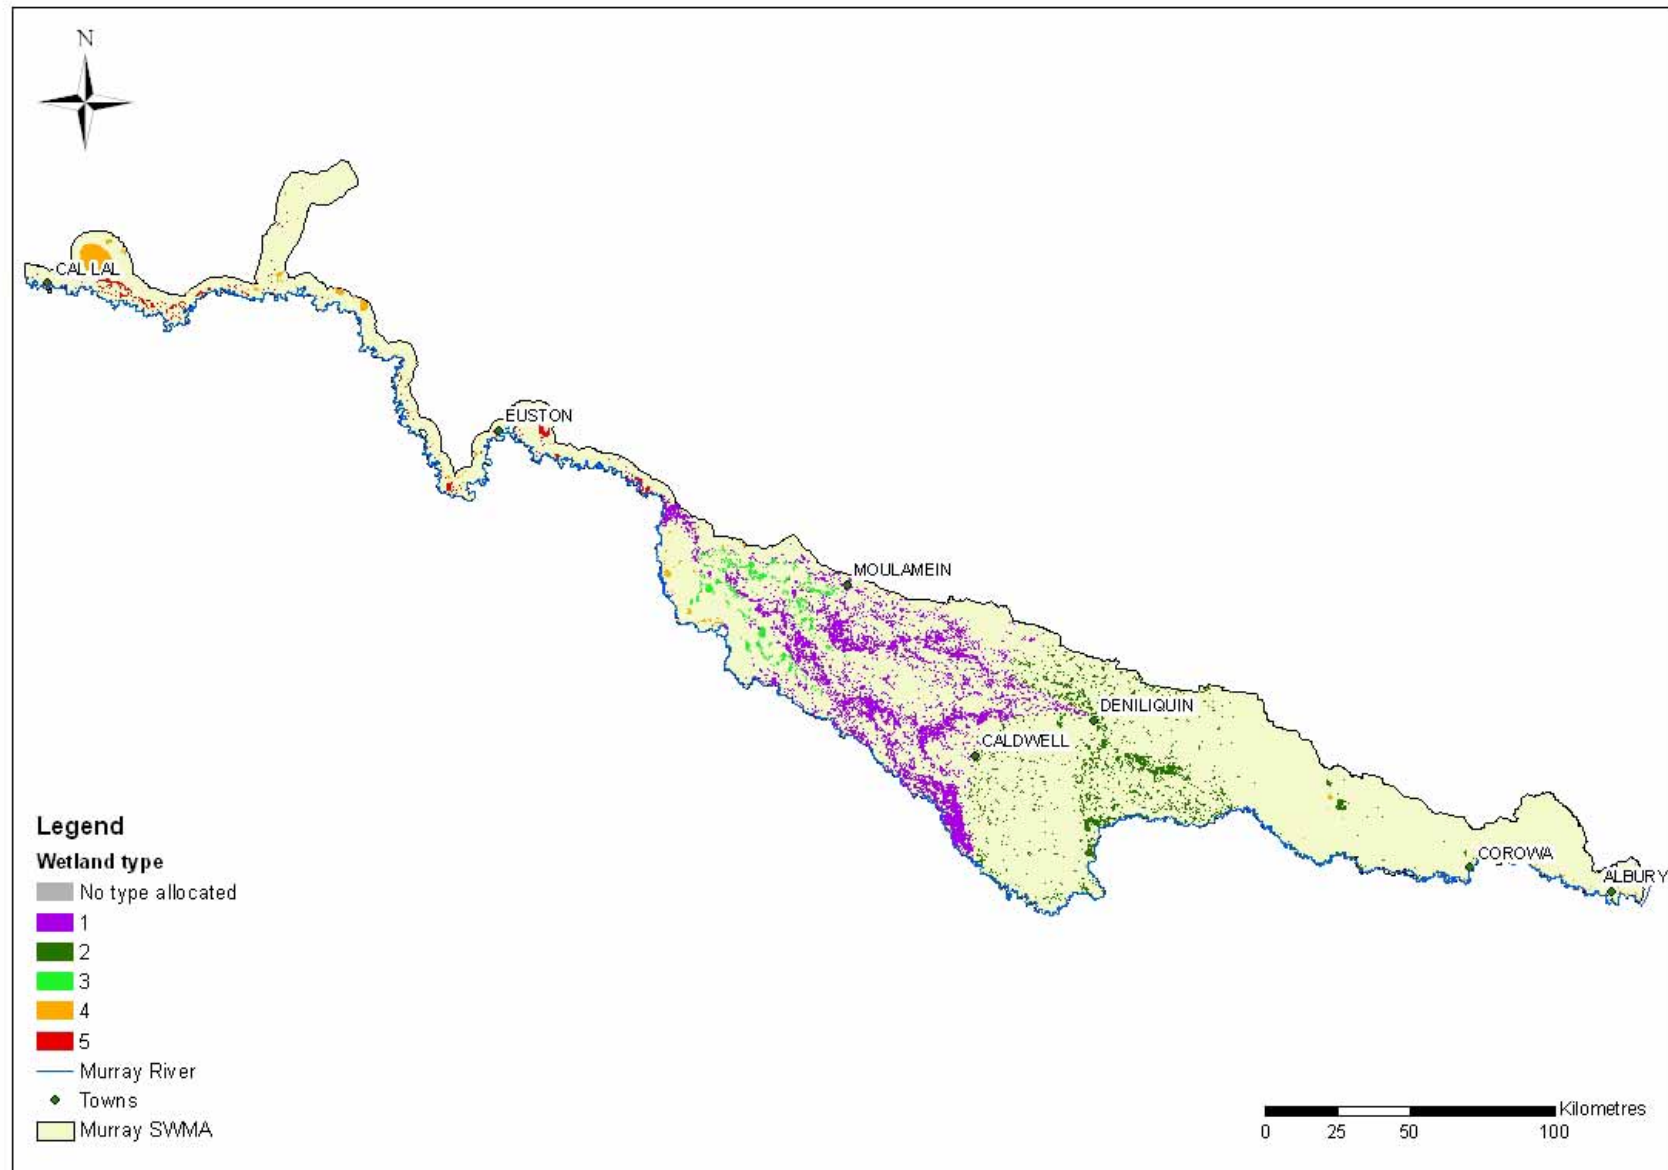 N
CAL LAL
EUSTON
MOULAMEIN
DENILIQUIN
CALDWELL
COROWA
ALBURY
Legend
Wetland type
No type allocated
1
2
3
4
5
Murray River
Towns
Murray SWMA
Kilometres
0 25 50 100